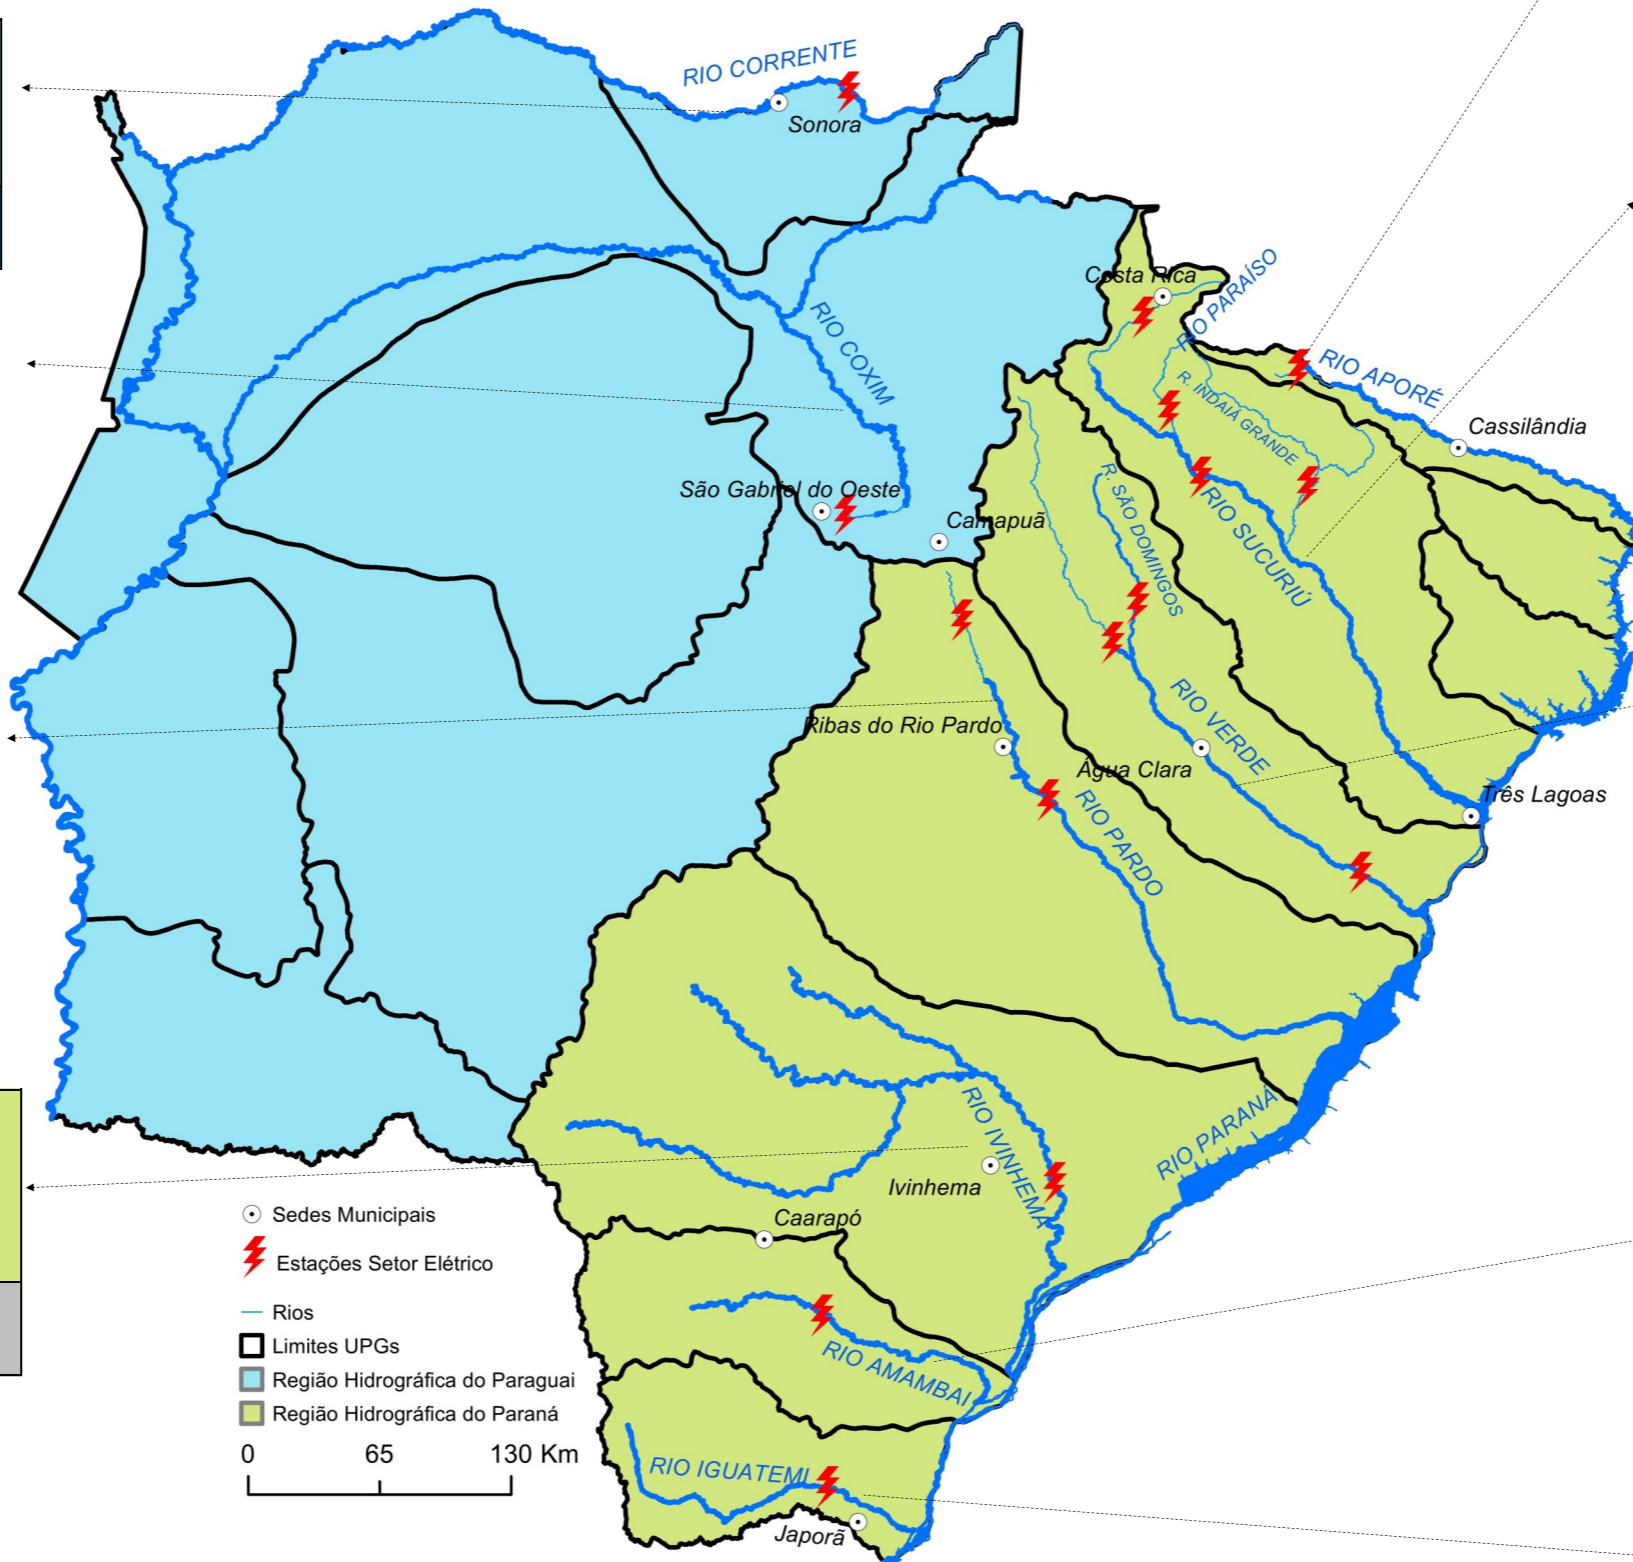 RIO CORRENTE
Sonora
Costa Rica
RIO PARAÍSO
RIO COXIM
RIO APORÉ
R. INDAIÁ GRANDE
Cassilândia
São Gabriel do Oeste
R. SÃO DOMINGOS
Camapuã
RIO SUCURIÚ
Ribas do Rio Pardo
RIO VERDE
Água Clara
RIO PARDO
Três Lagoas
RIO IVINHEMA
RIO PARANÁ
Ivinhema
Caarapó
RIO AMAMBAI
RIO IGUATEMI
Japorã
Sedes Municipais
Estações Setor Elétrico
Rios
Limites UPGs
Região Hidrográfica do Paraguai
Região Hidrográfica do Paraná
0 65 130 Km